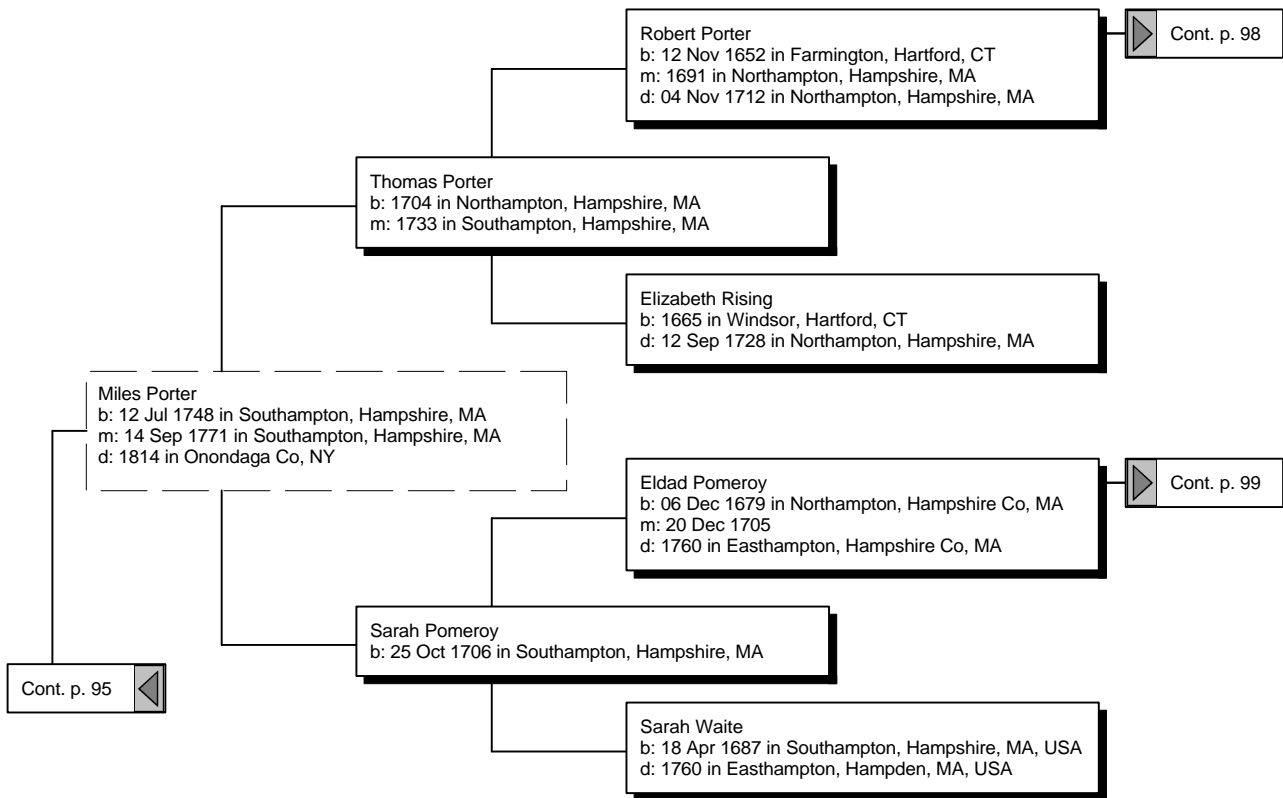 Robert Porter
b: 12 Nov 1652 in Farmington, Hartford, CT
m: 1691 in Northampton, Hampshire, MA
d: 04 Nov 1712 in Northampton, Hampshire, MA
Cont. p. 98
Thomas Porter
b: 1704 in Northampton, Hampshire, MA
m: 1733 in Southampton, Hampshire, MA
Elizabeth Rising
b: 1665 in Windsor, Hartford, CT
d: 12 Sep 1728 in Northampton, Hampshire, MA
Miles Porter
b: 12 Jul 1748 in Southampton, Hampshire, MA
m: 14 Sep 1771 in Southampton, Hampshire, MA
d: 1814 in Onondaga Co, NY
Eldad Pomeroy
b: 06 Dec 1679 in Northampton, Hampshire Co, MA
m: 20 Dec 1705
d: 1760 in Easthampton, Hampshire Co, MA
Cont. p. 99
Sarah Pomeroy
b: 25 Oct 1706 in Southampton, Hampshire, MA
Cont. p. 95
Sarah Waite
b: 18 Apr 1687 in Southampton, Hampshire, MA, USA
d: 1760 in Easthampton, Hampden, MA, USA